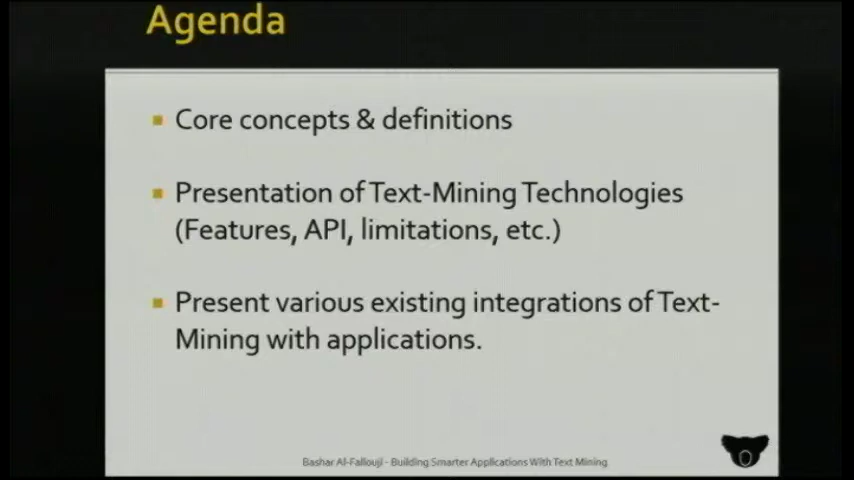 Agenda
Core concepts & definitions
Presentation of Text-Mining Technologies
(Features, API, limitations, etc.)
Present various existing integrations of Text-
Mining with applications.
Bashar Al-Fallouji - Building Smarter Applications With Text Mining